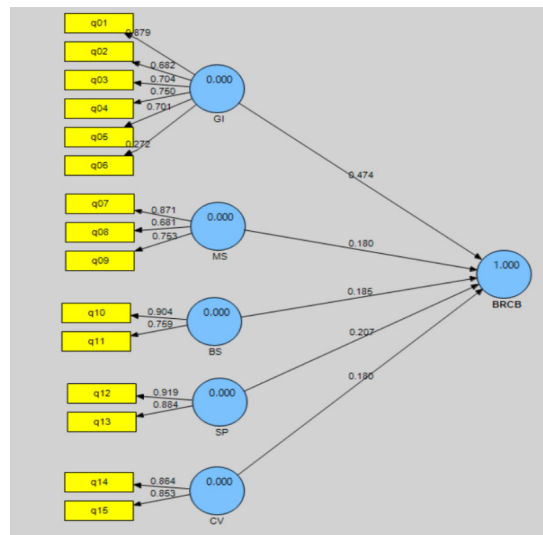 q01
0.879
q02
0.682
0.000
q03
0.704
q04
0.750
GI
q05
0.701
q06
0.272
0.474
q07
0.871
0.000
q08
0.681
q09
0.753
MS
0.180
1.000
BRCB
0.185
q10
0.904
0.000
q11
0.759
BS
0.207
q12
0.919
0.000
q13
0.884
SP
0.180
q14
0.864
0.000
q15
0.853
CV